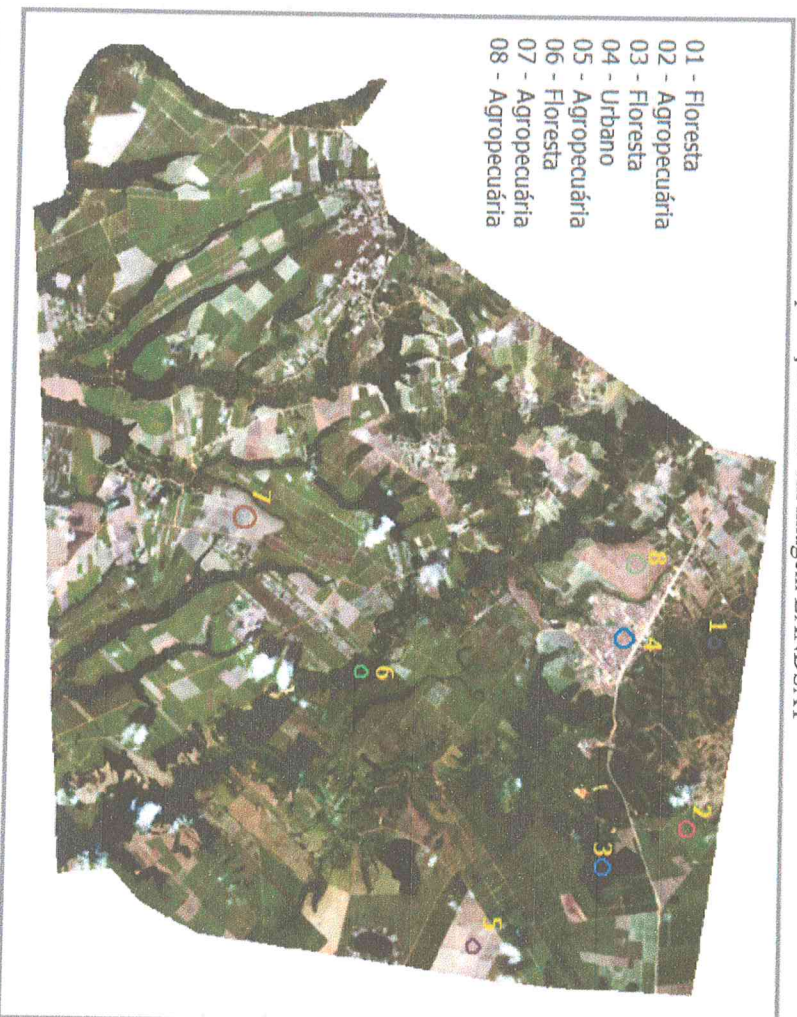 01 - Floresta
02 - Agropecuária
03 - Floresta
04 - Urbano
05 - Agropecuária
06 - Floresta
07 - Agropecuária
08 - Agropecuária
1
2
3
4
5
6
7
8